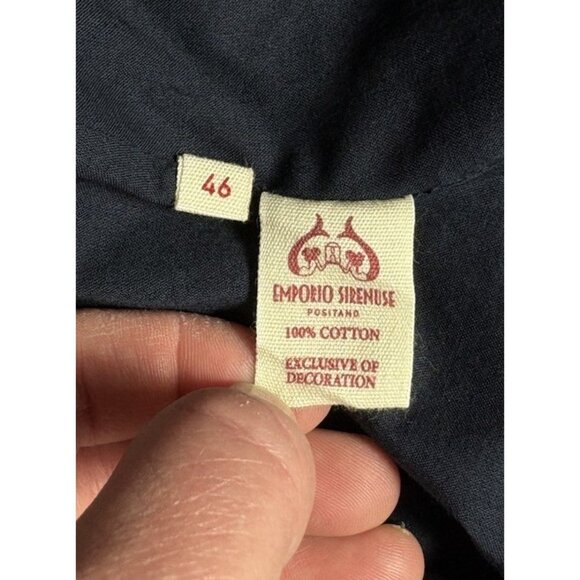 46
EMPORIO SIRENUSE
POSITANO
100% COTTON
EXCLUSIVE OF
DECORATION